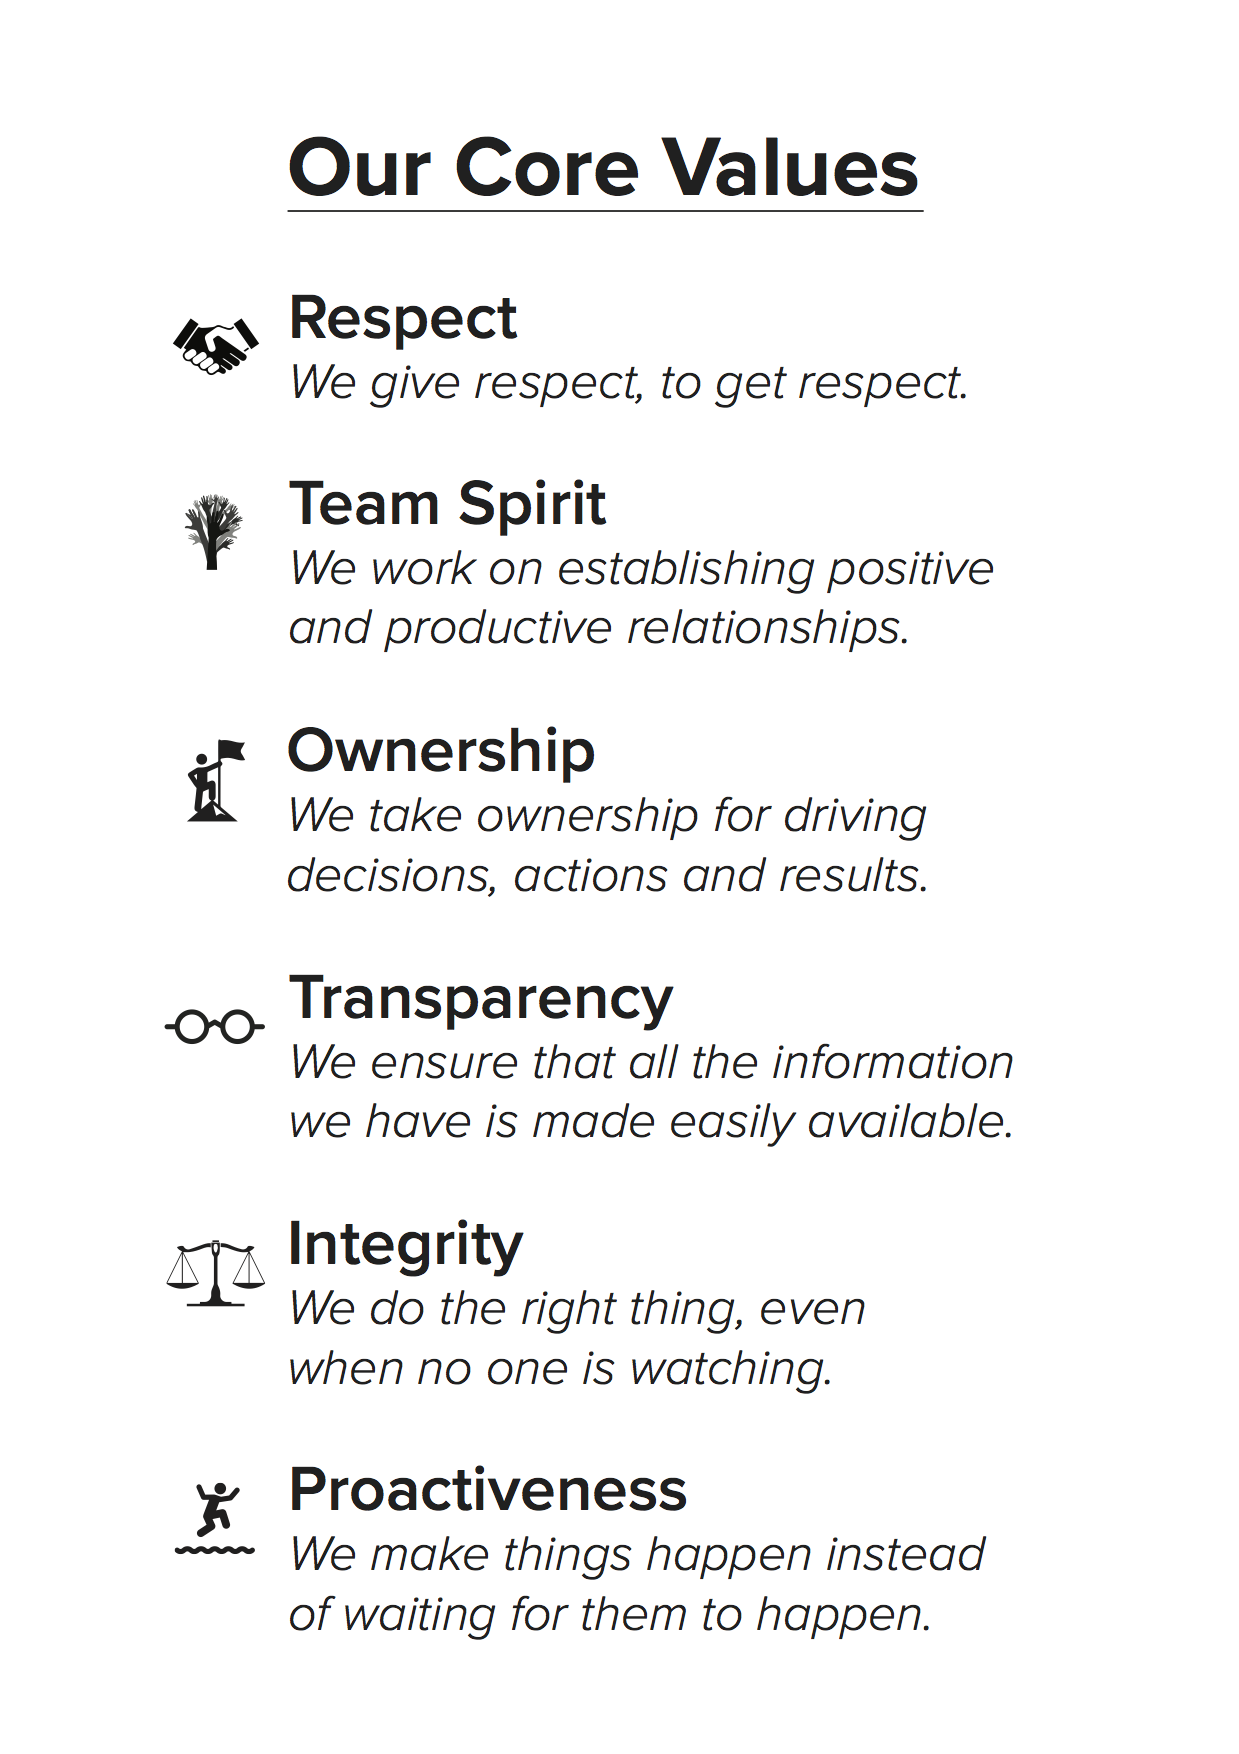 Our Core Values
Respect
We give respect, to get respect.
Team Spirit
We work on establishing positive
and productive relationships.
Ownership
We take ownership for driving
decisions, actions and results.
Transparency
We ensure that all the information
we have is made easily available.
Integrity
We do the right thing, even
when no one is watching.
Proactiveness
We make things happen instead
of waiting for them to happen.